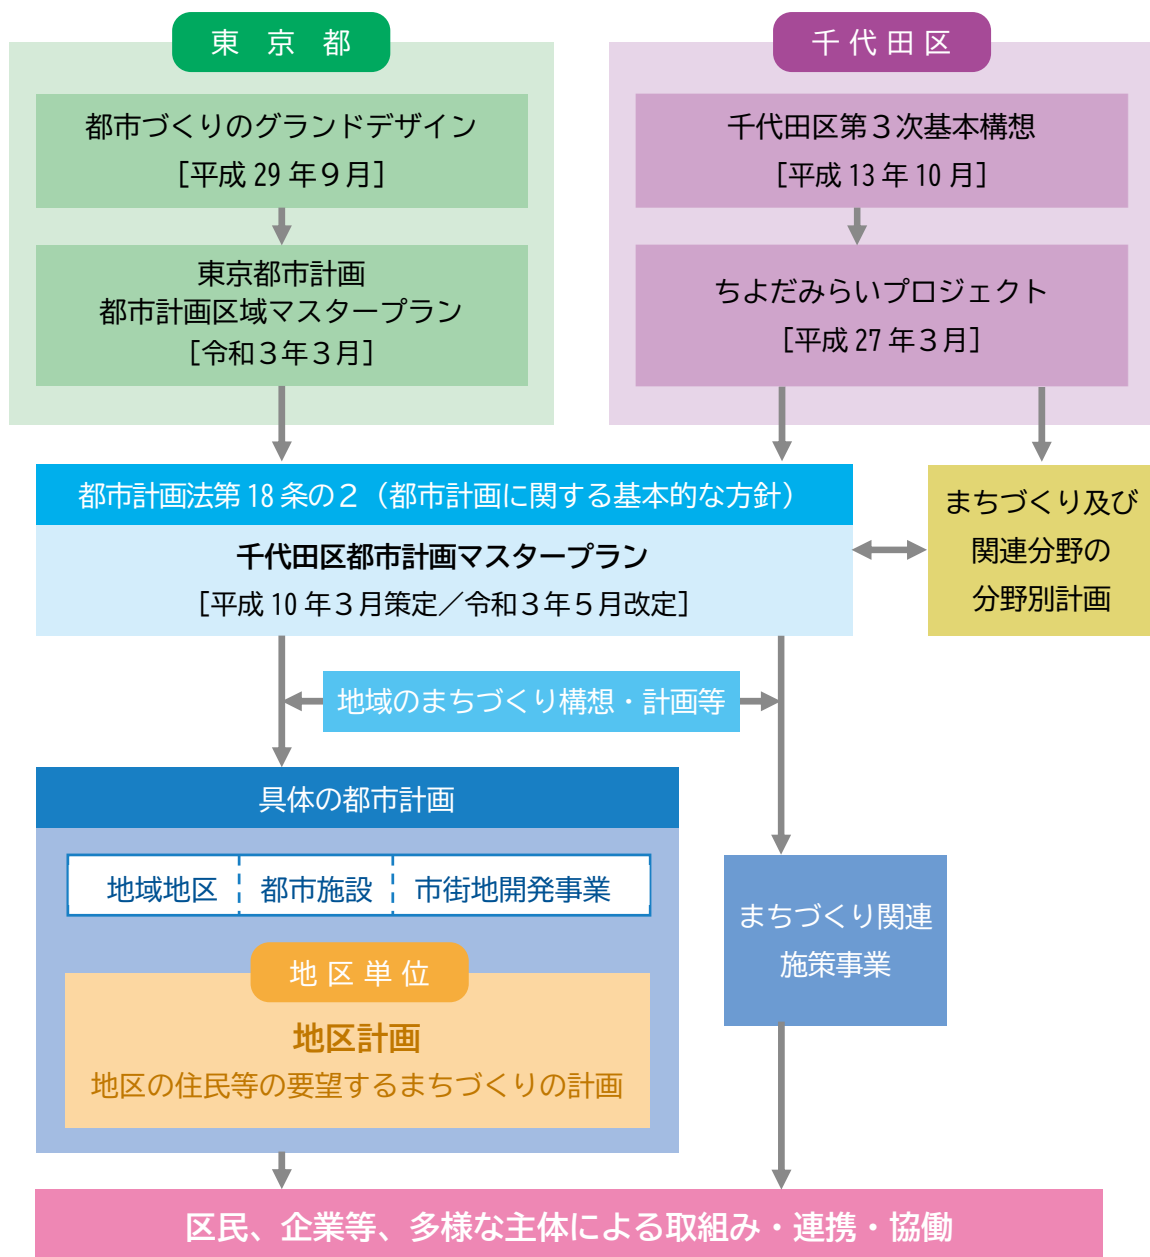 東京都
都市づくりのグランドデザイン
[平成29年9月]
東京都市計画
都市計画区域マスタープラン
[令和３年３月]
千代田区
千代田区第３次基本構想
[平成13年10月]
ちよだみらいプロジェクト
[平成27年３月]
都市計画法第18条の２（都市計画に関する基本的な方針）
千代田区都市計画マスタープラン
[平成10年３月策定／令和３年５月改定]
まちづくり及び
関連分野の
分野別計画
地域のまちづくり構想・計画等
具体の都市計画
地域地区
都市施設
市街地開発事業
地区単位
地区計画
地区の住民等の要望するまちづくりの計画
まちづくり関連
施策事業
区民、企業等、多様な主体による取組み・連携・協働